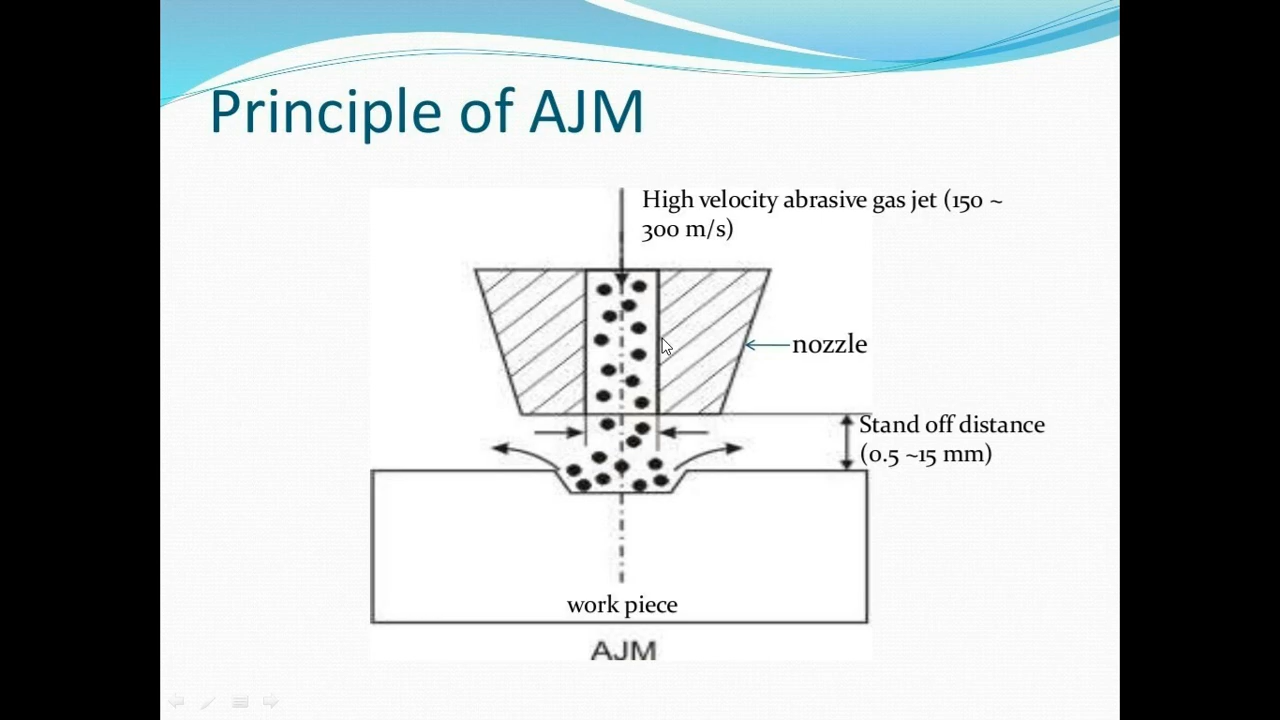 Principle of AJM
High velocity abrasive gas jet (150 ~
300 m/s)
nozzle
Stand off distance
(0.5 ~15 mm)
work piece
AJM